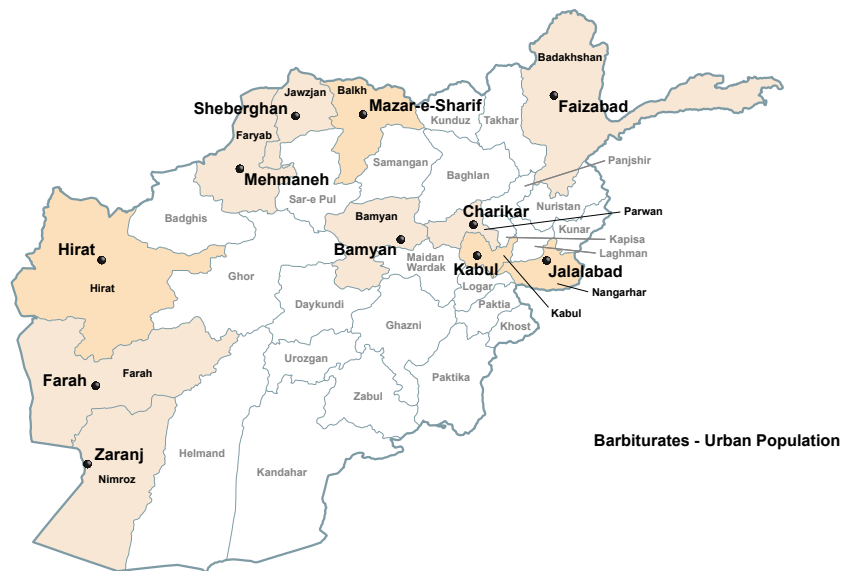 Badakhshan
Jawzjan
Balkh
Sheberghan
Mazar-e-Sharif
Faizabad
Kunduz
Takhar
Faryab
Samangan
Panjshir
Mehmaneh
Baghlan
Sar-e Pul
Nuristan
Badghis
Bamyan
Charikar
Parwan
Kunar
Kapisa
Hirat
Bamyan
Maidan
Wardak
Laghman
Kabul
Jalalabad
Ghor
Hirat
Logar
Nangarhar
Daykundi
Paktia
Kabul
Ghazni
Khost
Urozgan
Farah
Farah
Paktika
Zabul
Barbiturates - Urban Population
Zaranj
Helmand
Nimroz
Kandahar